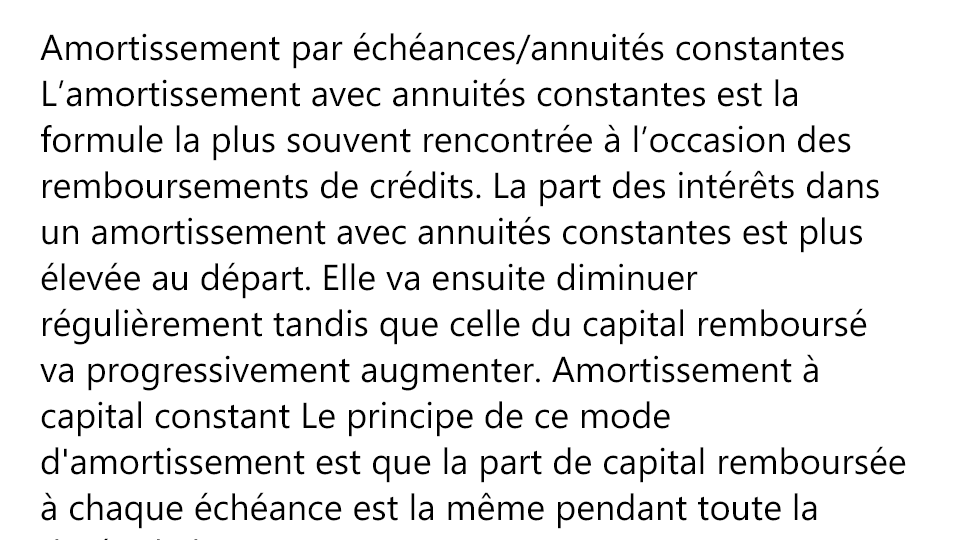 Amortissement par échéances/annuités constantes
L’amortissement avec annuités constantes est la
formule la plus souvent rencontrée à l’occasion des
remboursements de crédits. La part des intérêts dans
un amortissement avec annuités constantes est plus
élevée au départ. Elle va ensuite diminuer
régulièrement tandis que celle du capital remboursé
va progressivement augmenter. Amortissement à
capital constant Le principe de ce mode
d'amortissement est que la part de capital remboursée
à chaque échéance est la même pendant toute la